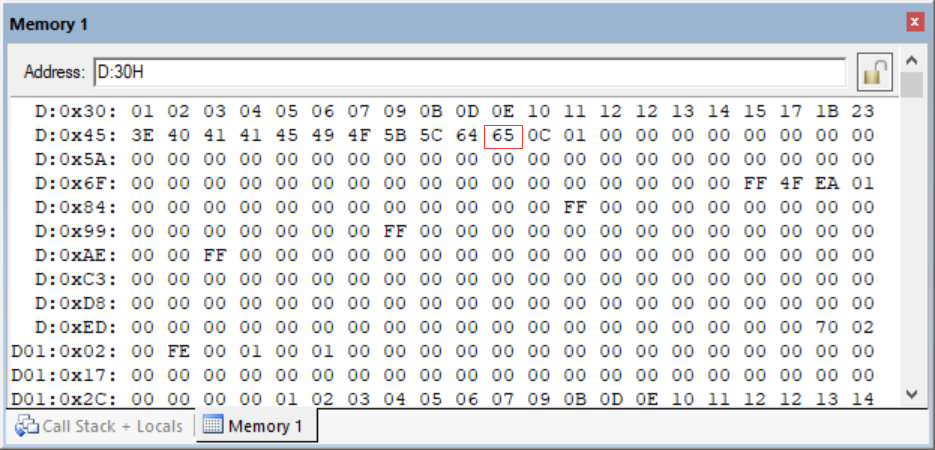 Memory 1
Address: D:30H
D:0x30: 01 02 03 04 05 06 07 09 0B 0D 0E 10 11 12 12 13 14 15 17 1B 23
D:0x45: 3E 40 41 41 45 49 4F 5B 5C 64 65 0C 01 00 00 00 00 00 00 00 00
D:0x5A: 00 00 00 00 00 00 00 00 00 00 00 00 00 00 00 00 00 00 00 00 00
D:0x6F: 00 00 00 00 00 00 00 00 00 00 00 00 00 00 00 00 00 FF 4F EA 01
D:0x84: 00 00 00 00 00 00 00 00 00 00 00 00 FF 00 00 00 00 00 00 00 00
D:0x99: 00 00 00 00 00 00 00 FF 00 00 00 00 00 00 00 00 00 00 00 00 00
D:0xAE: 00 00 FF 00 00 00 00 00 00 00 00 00 00 00 00 00 00 00 00 00 00
D:0xC3: 00 00 00 00 00 00 00 00 00 00 00 00 00 00 00 00 00 00 00 00 00
D:0xD8: 00 00 00 00 00 00 00 00 00 00 00 00 00 00 00 00 00 00 00 00 00
D:0xED: 00 00 00 00 00 00 00 00 00 00 00 00 00 00 00 00 00 00 00 70 02
D01:0x02: 00 FE 00 01 00 01 00 00 00 00 00 00 00 00 00 00 00 00 00 00 00
D01:0x17: 00 00 00 00 00 00 00 00 00 00 00 00 00 00 00 00 00 00 00 00 00
D01:0x2C: 00 00 00 00 01 02 03 04 05 06 07 09 0B 0D 0E 10 11 12 12 13 14
Call Stack + Locals Memory 1